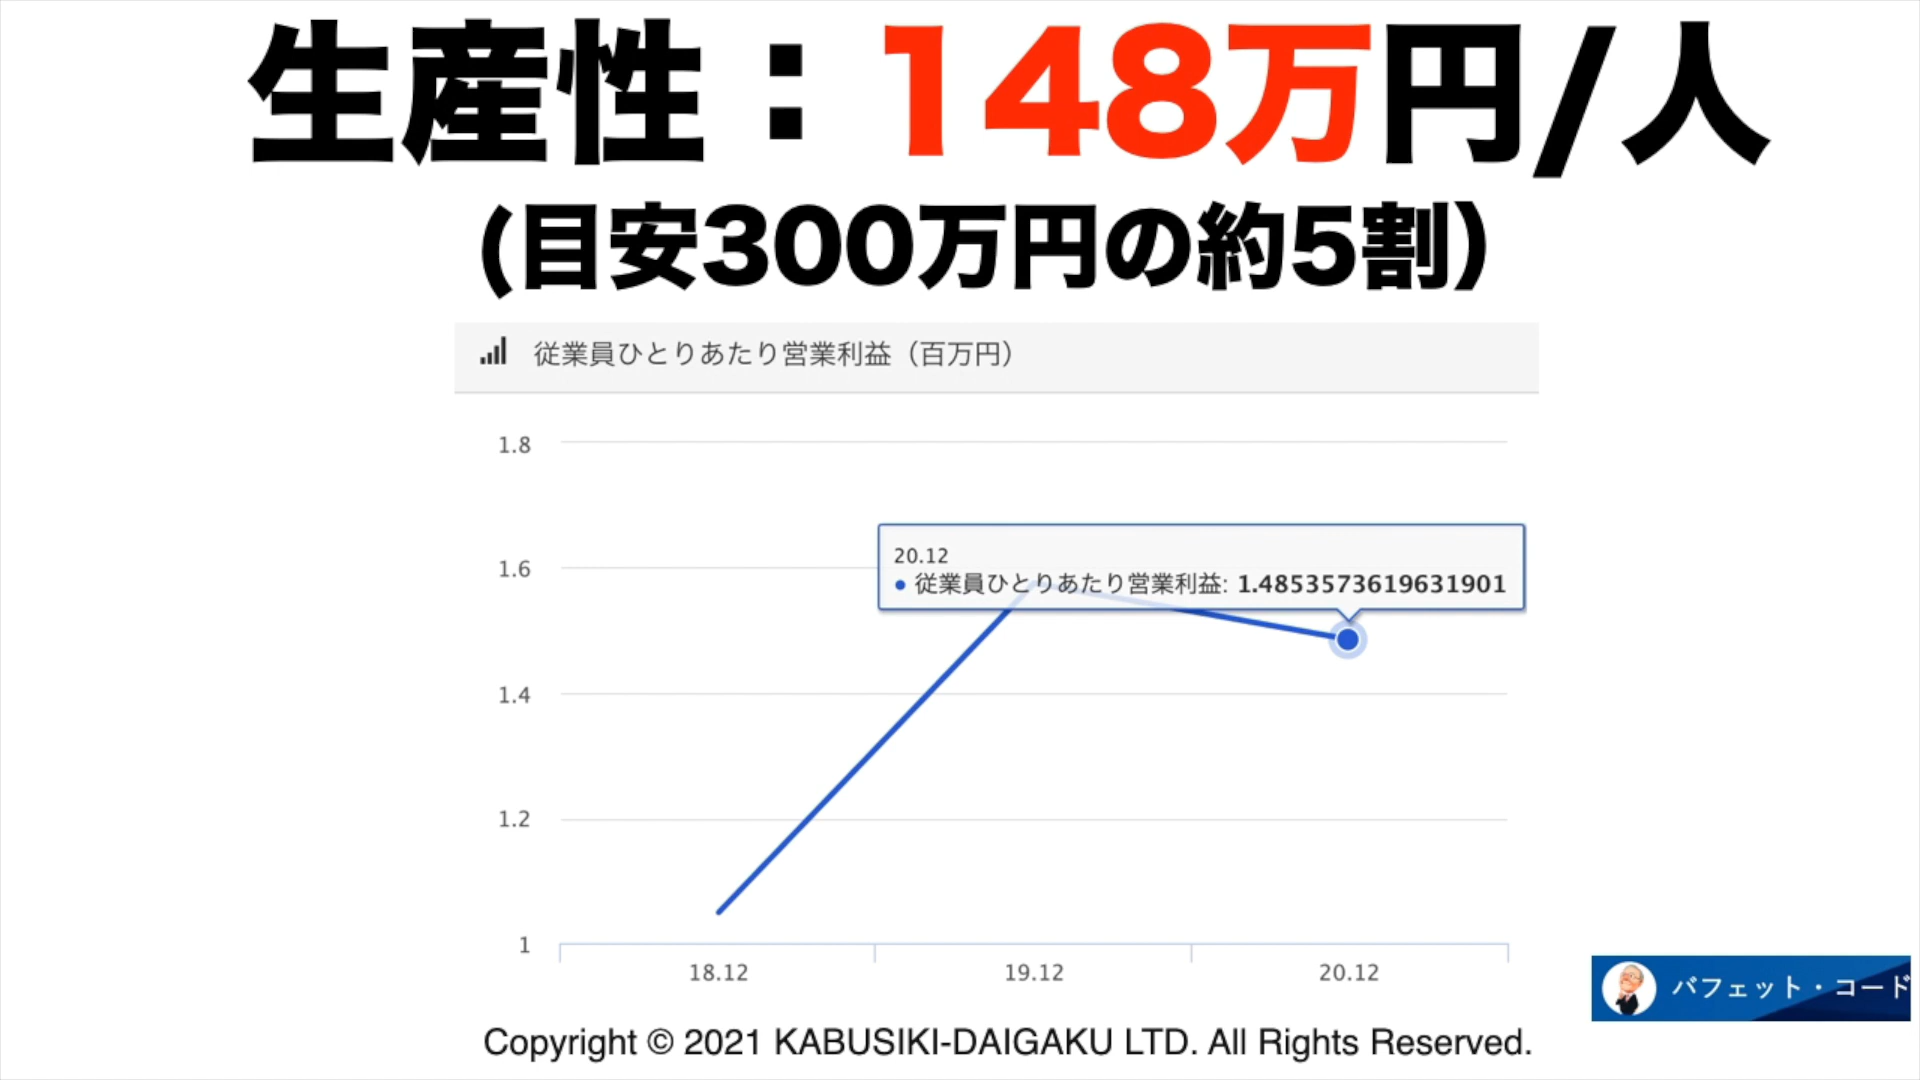 生産性：148万円/人
(目安300万円の約5割)
従業員ひとりあたり営業利益（百万円）
1.8
1.6
1.4
1.2
1
20.12
● 従業員ひとりあたり営業利益: 1.4853573619631901
18.12
19.12
20.12
バフェット・コード
Copyright © 2021 KABUSIKI-DAIGAKU LTD. All Rights Reserved.